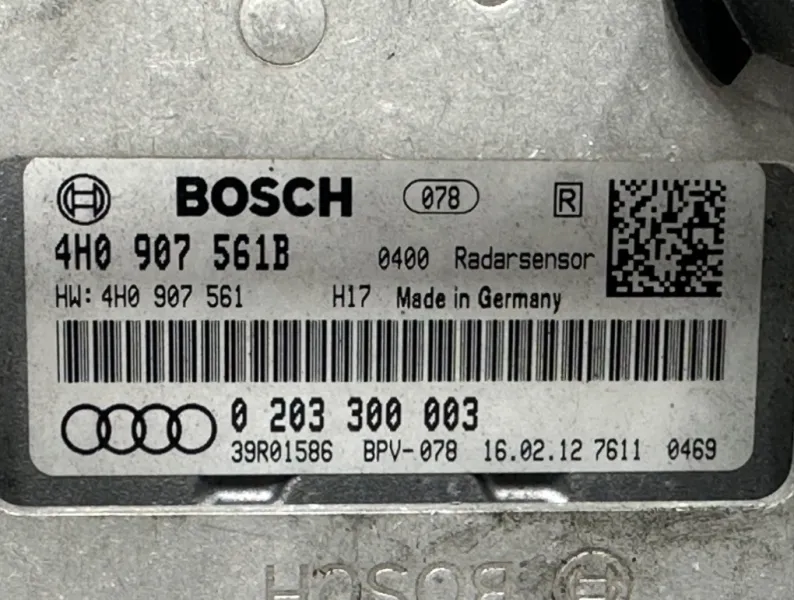 BOSCH 078 R
4H0 907 561B 0400 Radarsensor
HW: 4H0 907 561 H17 Made in Germany
0 203 300 003
39R01586 BPV-078 16.02.12 7611 0469
BOSCH